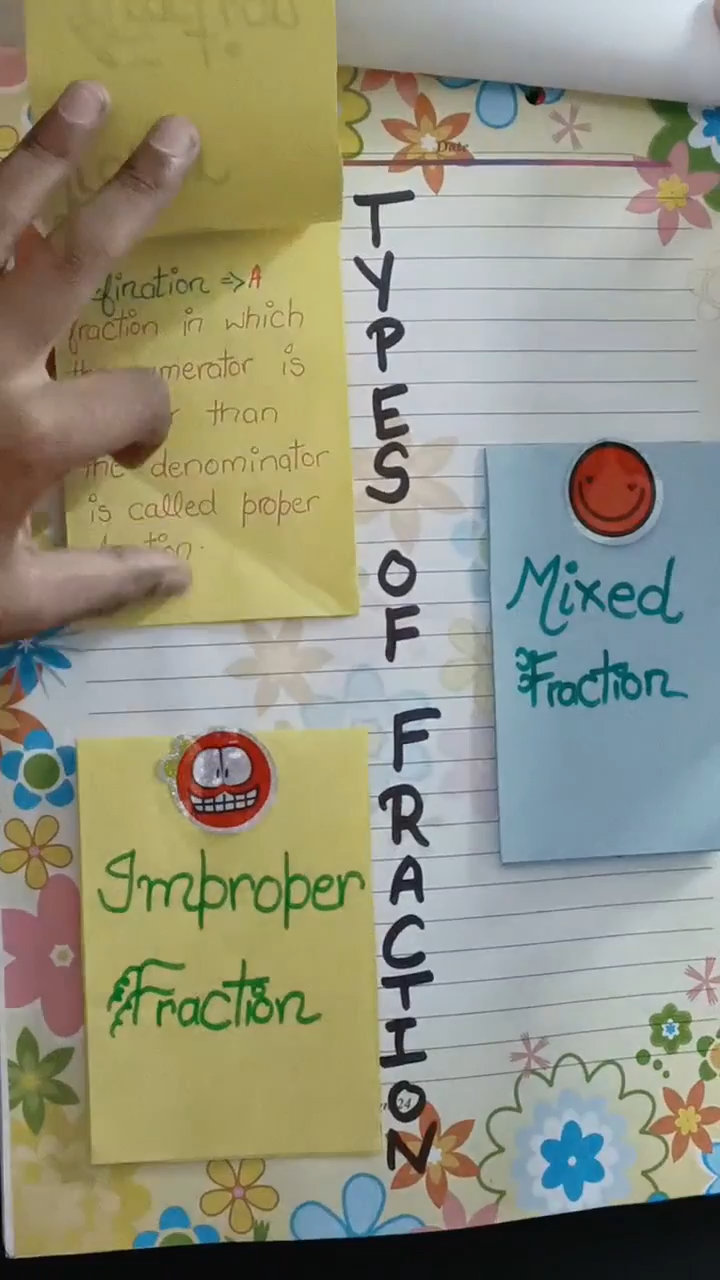 Date
fination => A
fraction in which
merator is
than
the denominator
is called proper
TYPES OF FRACTION
Mixed
Fraction
Improper
Fraction